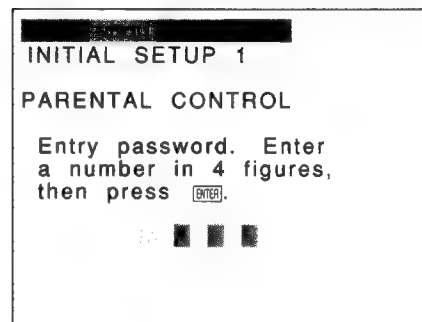 INITIAL SETUP 1
PARENTAL CONTROL
Entry password. Enter
a number in 4 figures,
then press ENTER.